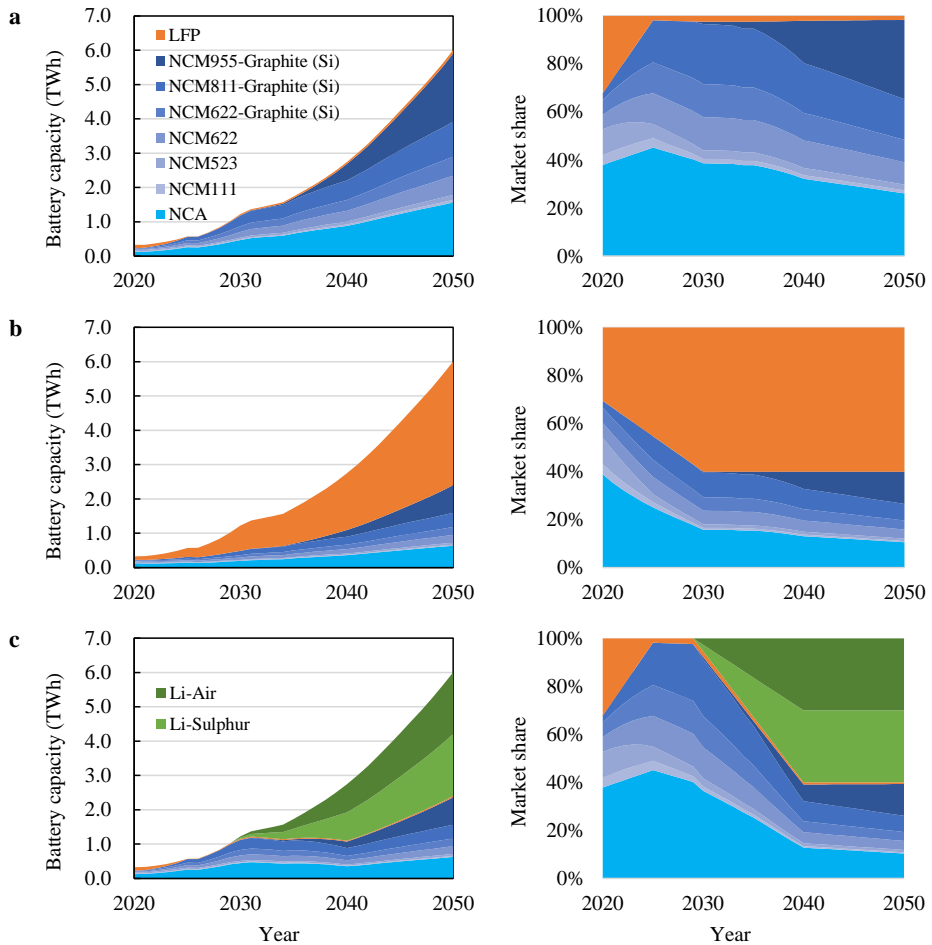 a
7.0
6.0
5.0
4.0
3.0
2.0
1.0
0.0
Battery capacity (TWh)
LFP
NCM955-Graphite (Si)
NCM811-Graphite (Si)
NCM622-Graphite (Si)
NCM622
NCM523
NCM111
NCA
2020 2030 2040 2050
100%
80%
60%
40%
20%
0%
Market share
2020 2030 2040 2050
b
7.0
6.0
5.0
4.0
3.0
2.0
1.0
0.0
Battery capacity (TWh)
2020 2030 2040 2050
100%
80%
60%
40%
20%
0%
Market share
2020 2030 2040 2050
c
7.0
6.0
5.0
4.0
3.0
2.0
1.0
0.0
Battery capacity (TWh)
Li-Air
Li-Sulphur
2020 2030 2040 2050
Year
100%
80%
60%
40%
20%
0%
Market share
2020 2030 2040 2050
Year